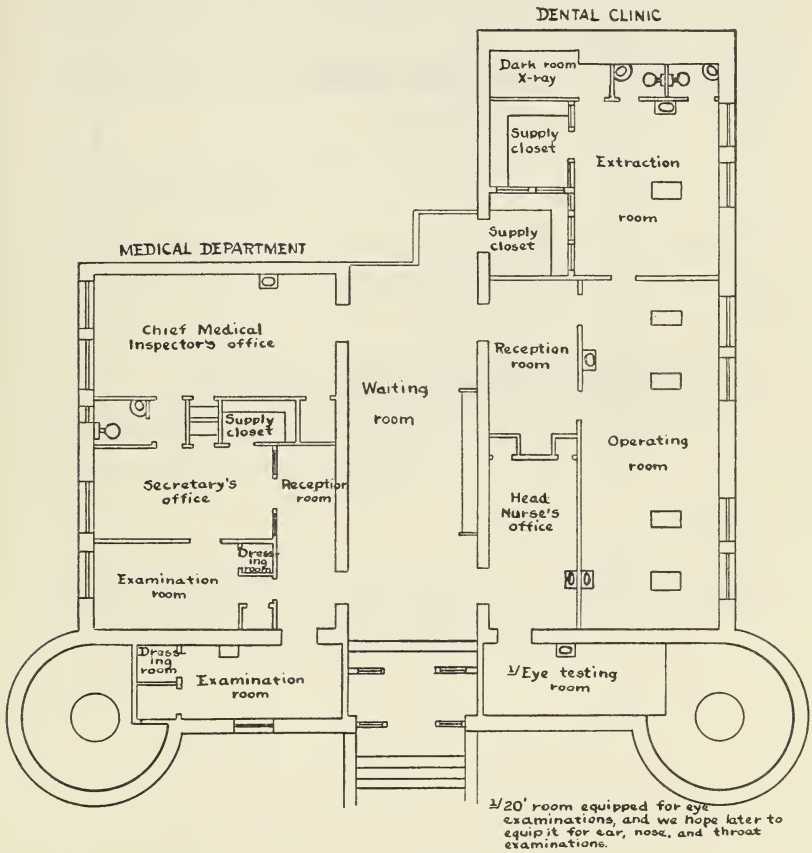 DENTAL CLINIC
Dark room
X-ray
Supply
closet
Extraction
room
Supply
closet
MEDICAL DEPARTMENT
Chief Medical
Inspector's office
Waiting
room
Reception
room
Supply
closet
Operating
room
Secretary's
office
Reception
room
Head
Nurse's
office
Dress-
ing
room
Examination
room
Dress-
ing
room
Examination
room
1/Eye testing
room
1/20' room equipped for eye
examinations, and we hope later to
equip it for ear, nose, and throat
examinations.